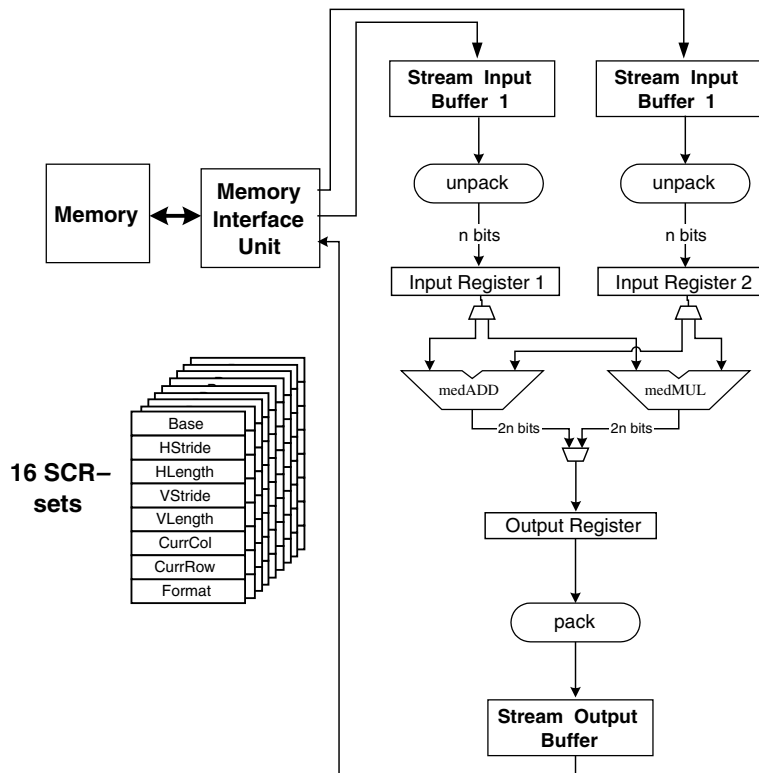 Stream Input
Buffer 1
Stream Input
Buffer 1
unpack
unpack
Memory
Memory
Interface
Unit
n bits
n bits
Input Register 1
Input Register 2
medADD
medMUL
2n bits
2n bits
16 SCR–
sets
Base
HStride
HLength
VStride
VLength
CurrCol
CurrRow
Format
Output Register
pack
Stream Output
Buffer